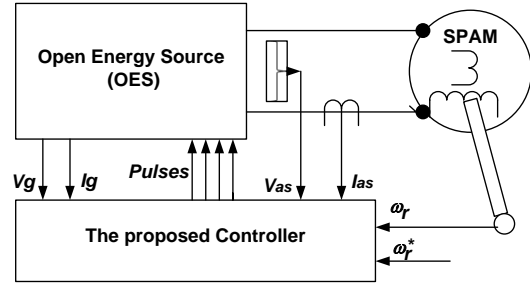 SPAM
Open Energy Source
(OES)
Vg
Ig
Pulses
Vas
Ias
The proposed Controller
ωr
ωr*